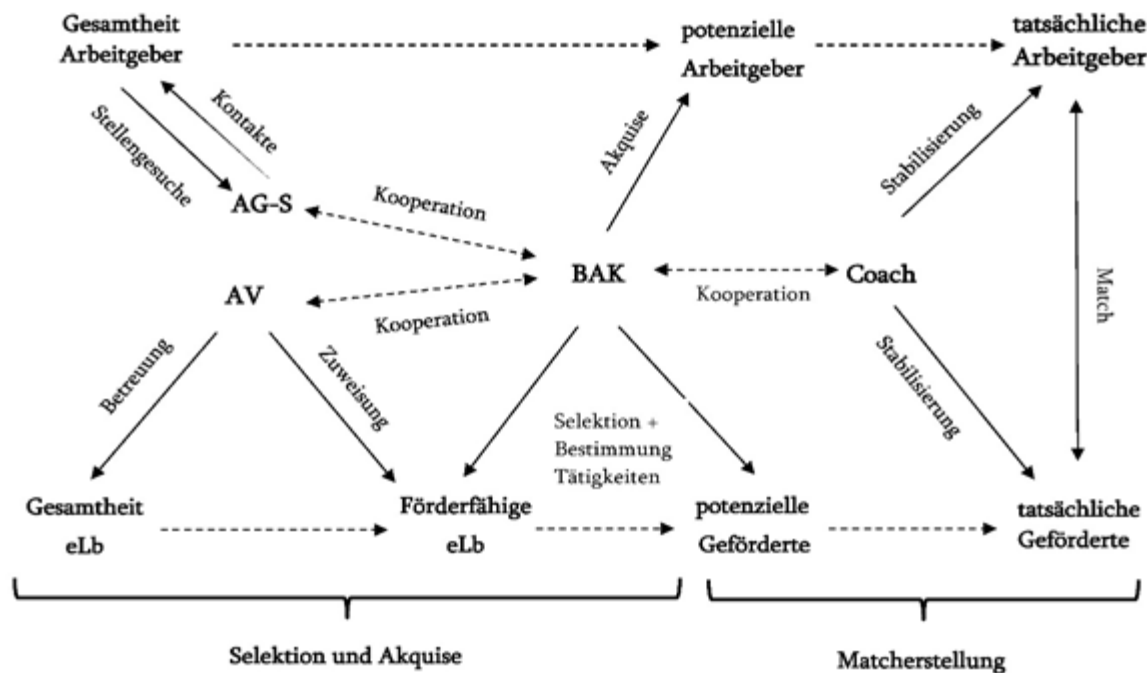 Gesamtheit
Arbeitgeber
potenzielle
Arbeitgeber
tatsächliche
Arbeitgeber
Kontakte
Stellengesuche
Akquise
Stabilisierung
AG-S
Kooperation
BAK
Coach
Kooperation
Match
AV
Kooperation
Betreuung
Zuweisung
Stabilisierung
Selektion +
Bestimmung
Tätigkeiten
Gesamtheit
eLb
Förderfähige
eLb
potenzielle
Geförderte
tatsächliche
Geförderte
Selektion und Akquise
Matcherstellung